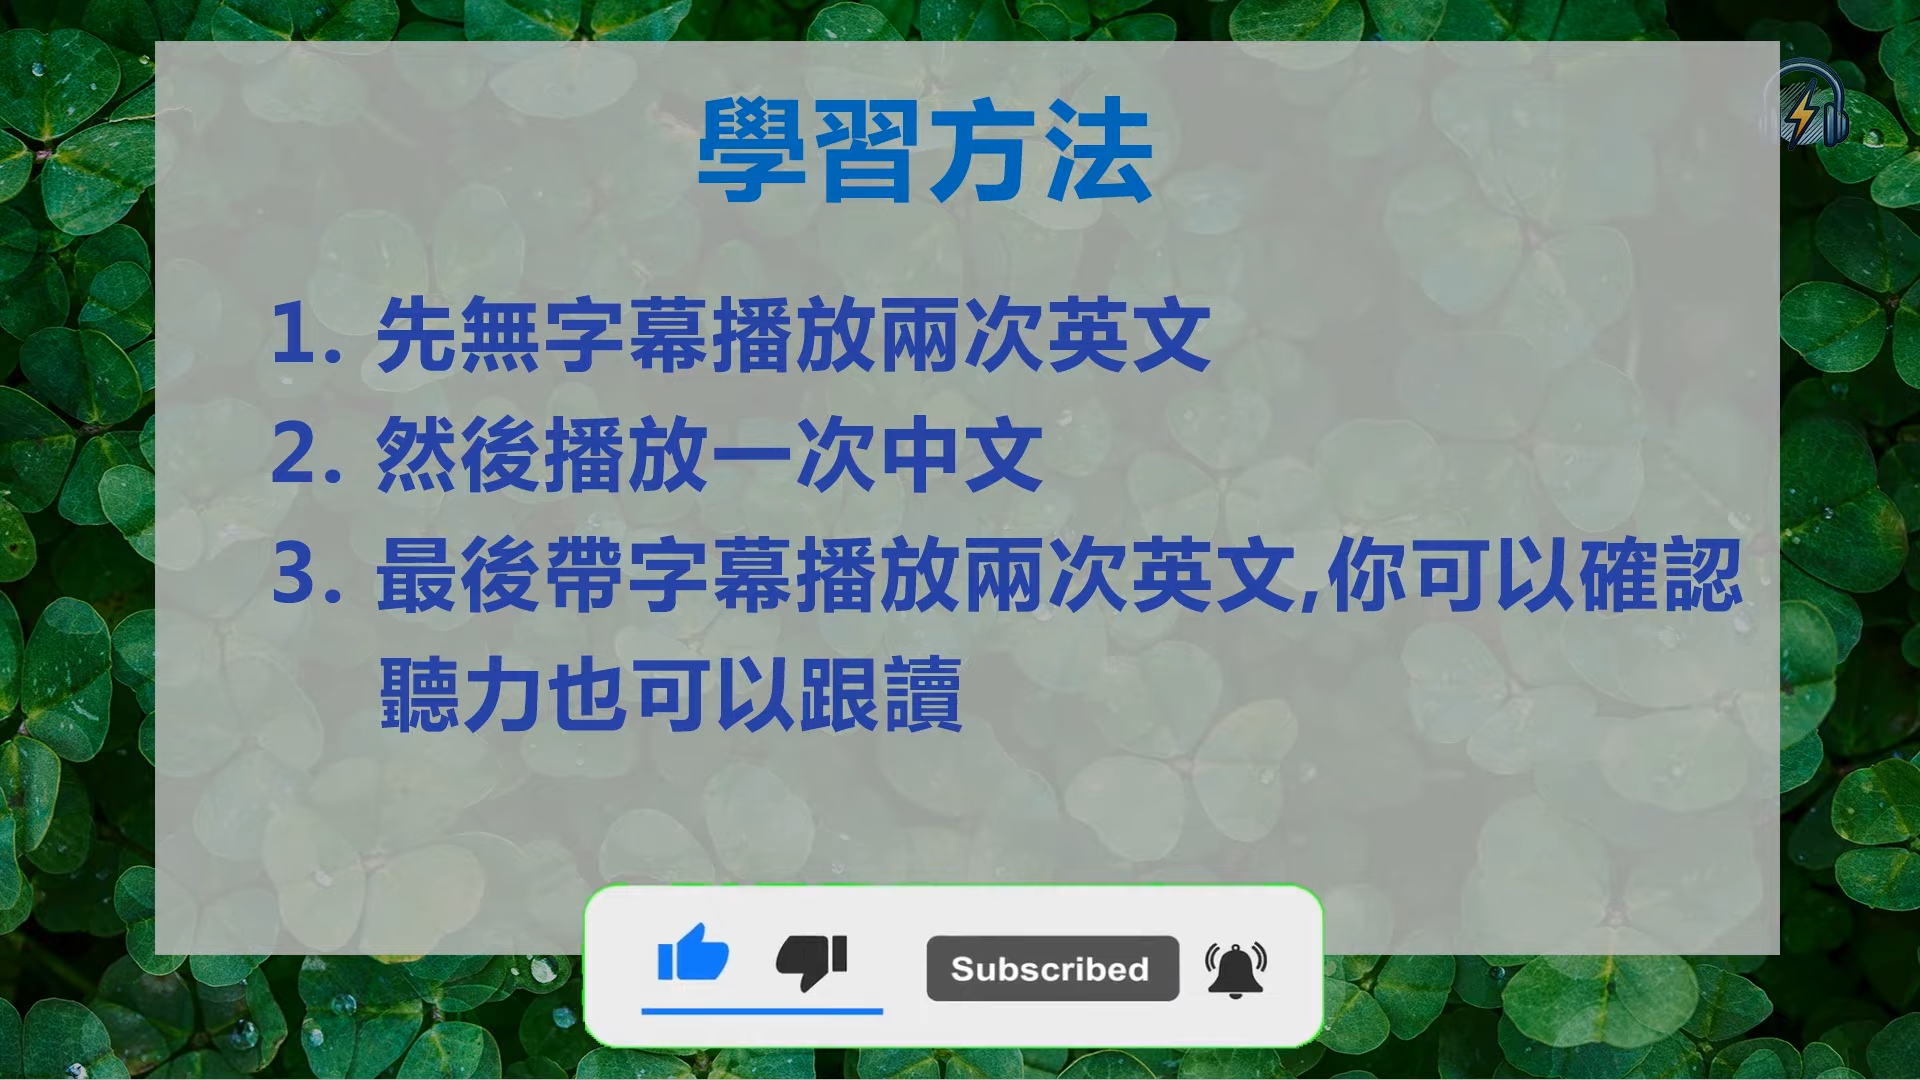 學習方法
1. 先無字幕播放兩次英文
2. 然後播放一次中文
3. 最後帶字幕播放兩次英文,你可以確認
聽力也可以跟讀
Subscribed